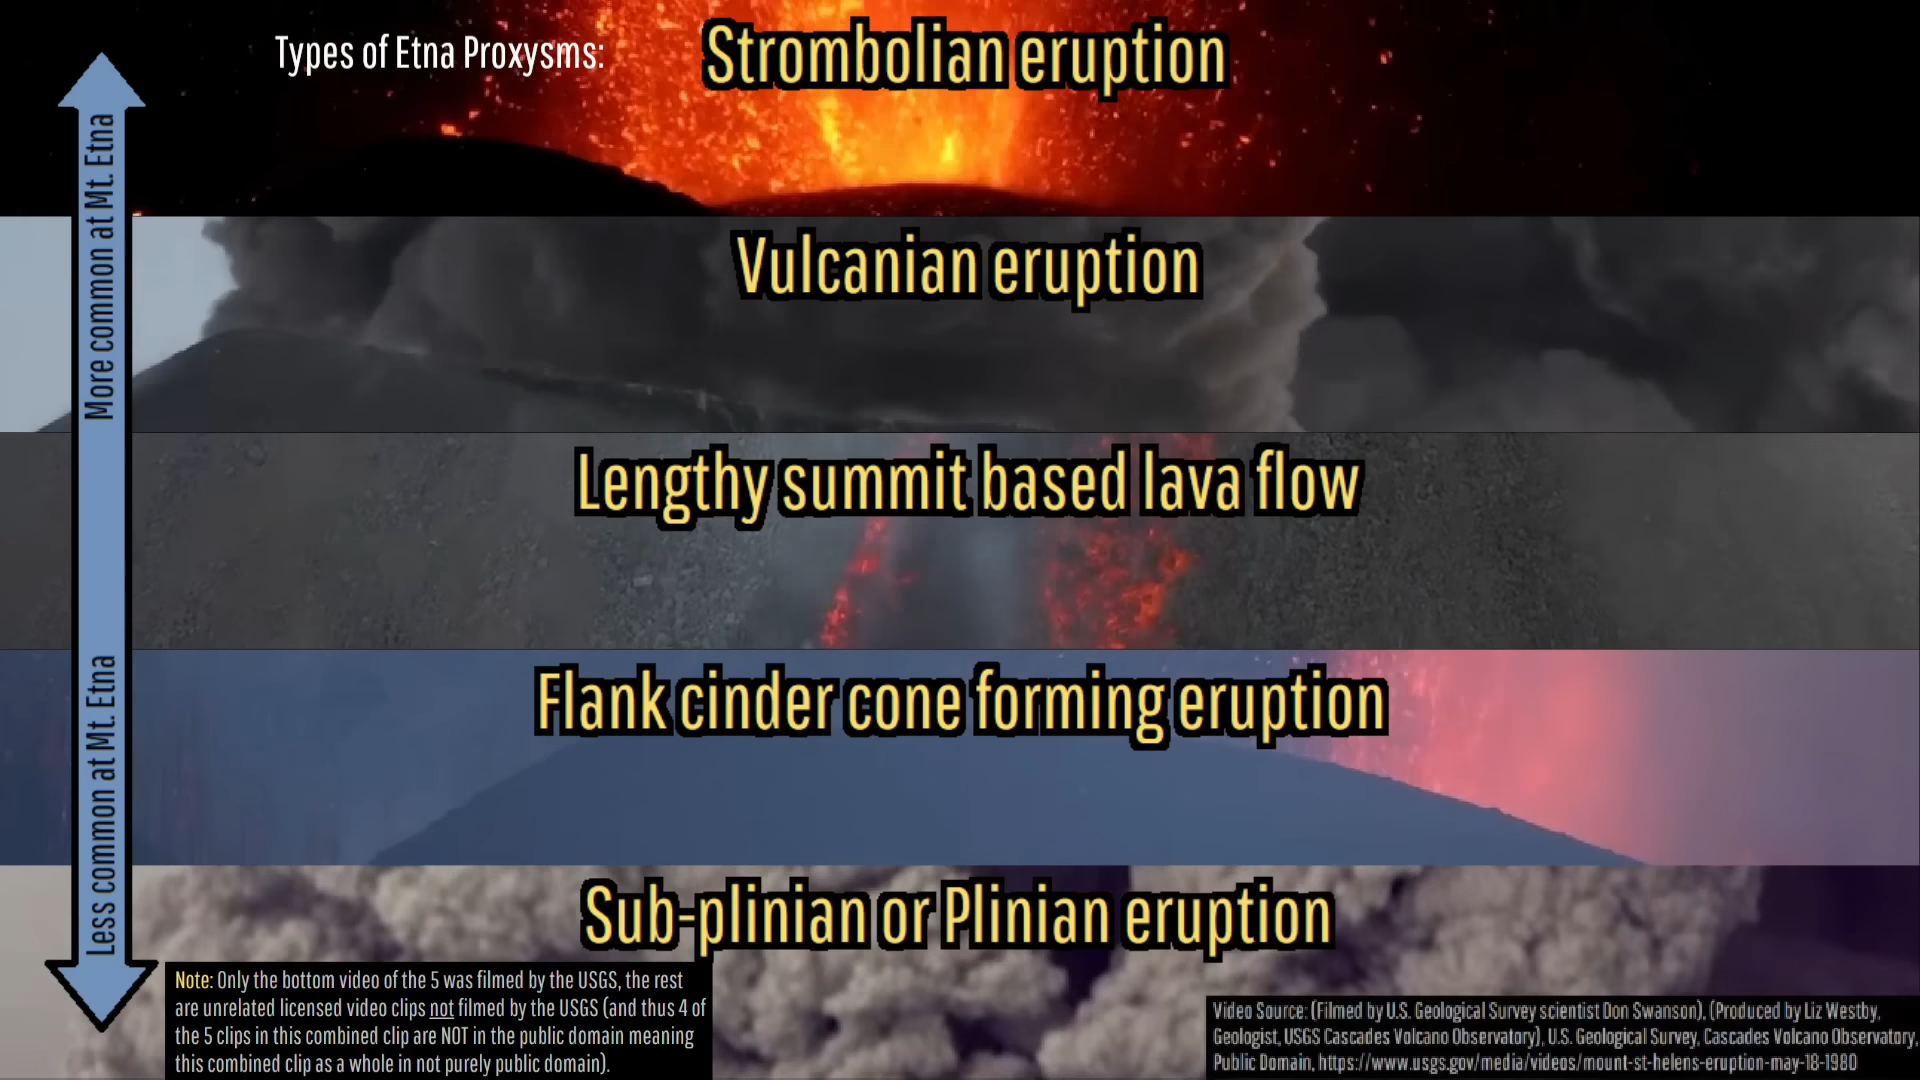 Types of Etna Proxysms:
Strombolian eruption
More common at Mt. Etna
Vulcanian eruption
Lengthy summit based lava flow
Flank cinder cone forming eruption
Less common at Mt. Etna
Sub-plinian or Plinian eruption
Note: Only the bottom video of the 5 was filmed by the USGS, the rest
are unrelated licensed video clips not filmed by the USGS (and thus 4 of
the 5 clips in this combined clip are NOT in the public domain meaning
this combined clip as a whole in not purely public domain).
Video Source: (Filmed by U.S. Geological Survey scientist Don Swanson), (Produced by Liz Westby,
Geologist, USGS Cascades Volcano Observatory), U.S. Geological Survey, Cascades Volcano Observatory,
Public Domain, https://www.usgs.gov/media/videos/mount-st-helens-eruption-may-18-1980